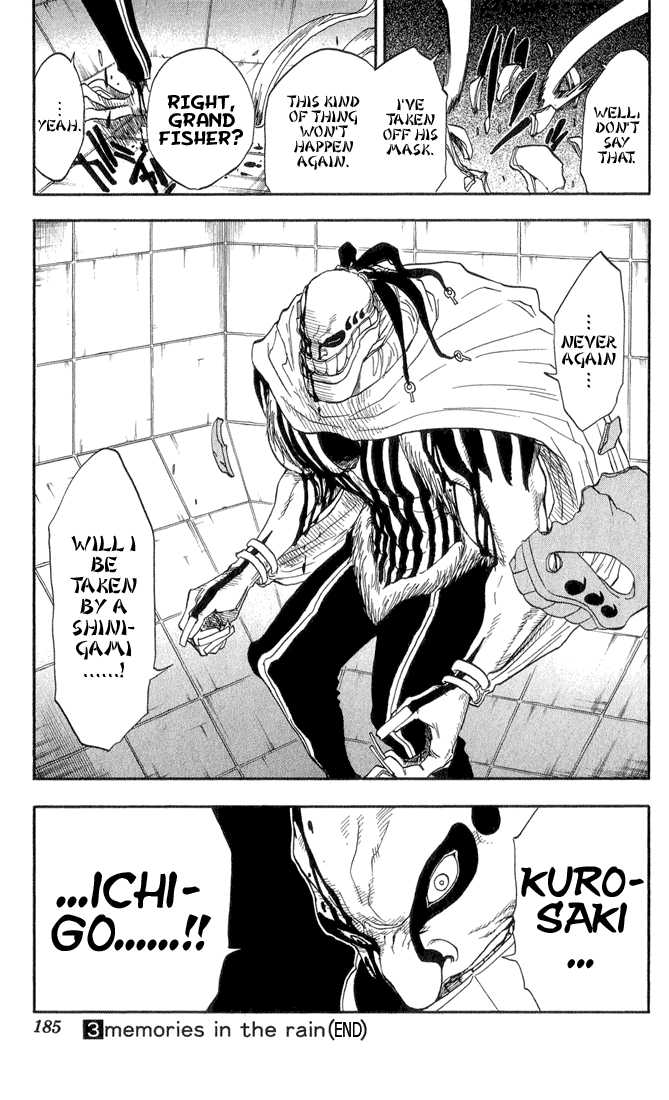 WELL,
DON'T
SAY
THAT.
I'VE
TAKEN
OFF HIS
MASK.
THIS KIND
OF THING
WON'T
HAPPEN
AGAIN.
RIGHT,
GRAND
FISHER?
...
YEAH.
...
NEVER
AGAIN
...
WILL I
BE
TAKEN
BY A
SHINI-
GAMI
......!
KURO-
SAKI
...
...ICHI-
GO......!!
185 3 memories in the rain(END)